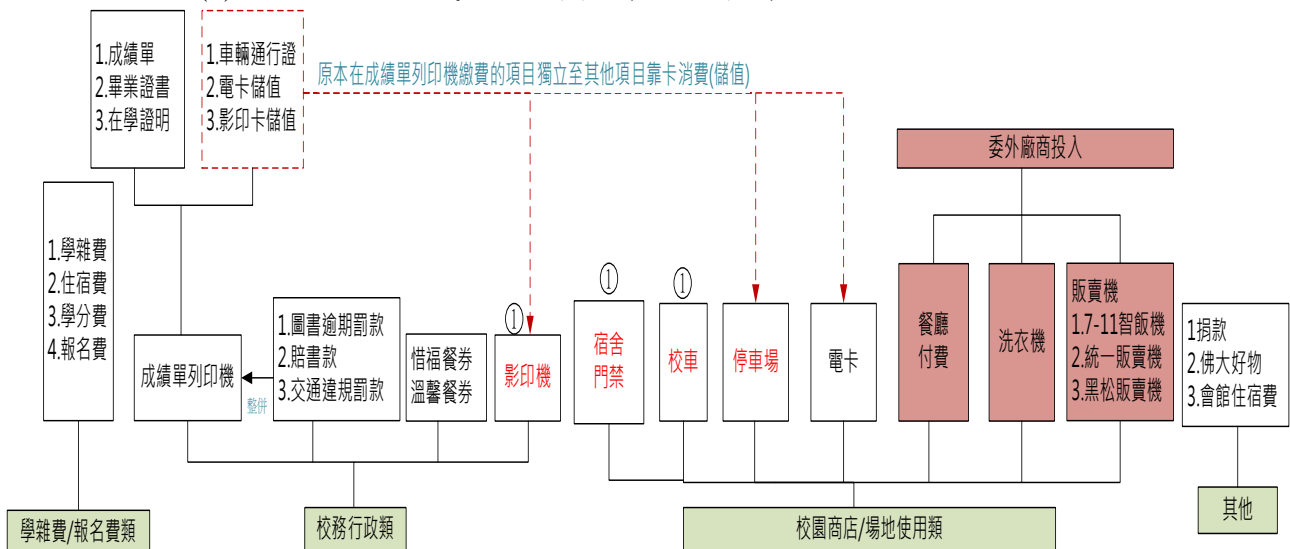 1.成績單
2.畢業證書
3.在學證明
1.車輛通行證
2.電卡儲值
3.影印卡儲值
原本在成績單列印機繳費的項目獨立至其他項目靠卡消費(儲值)
委外廠商投入
1.學雜費
2.住宿費
3.學分費
4.報名費
成績單列印機
整併
1.圖書逾期罰款
2.賠書款
3.交通違規罰款
惜福餐券
溫馨餐券
①
影印機
①
宿舍
門禁
①
校車
停車場
電卡
餐廳
付費
洗衣機
販賣機
1.7-11智販機
2.統一販賣機
3.黑松販賣機
1捐款
2.佛大好物
3.會館住宿費
學雜費/報名費類
校務行政類
校園商店/場地使用類
其他